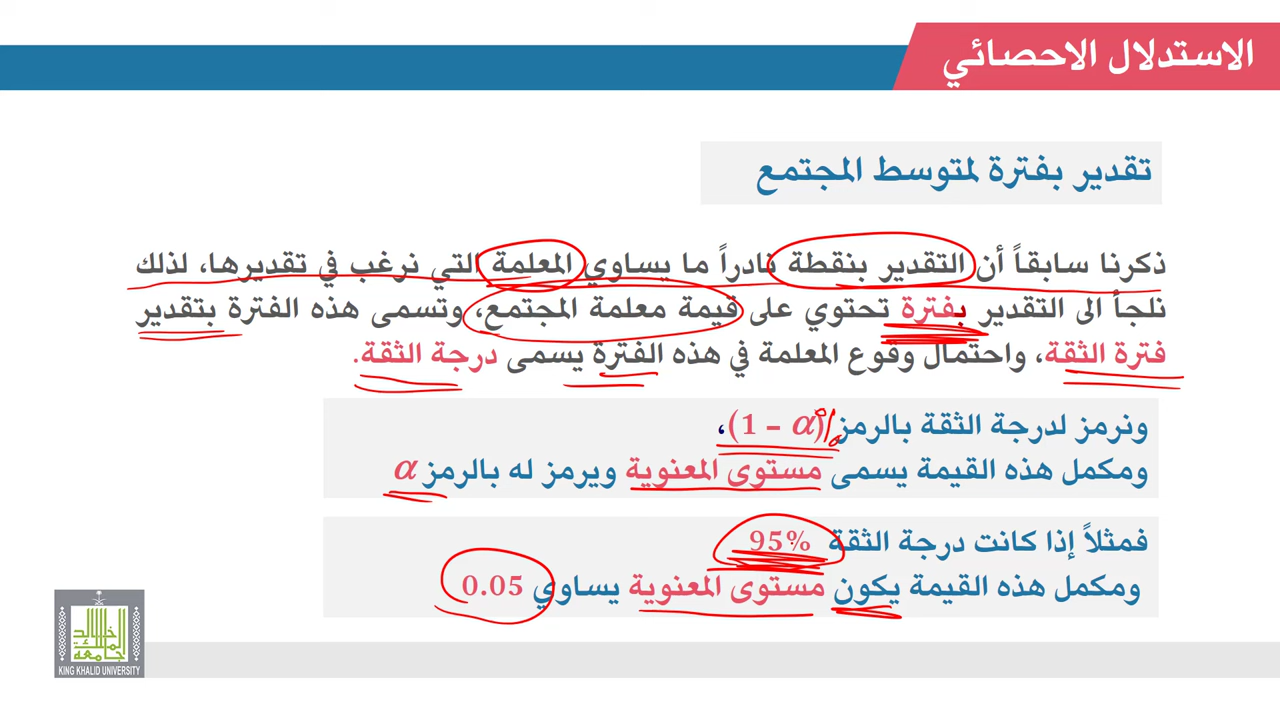 الاستدلال الاحصائي
تقدير بفترة لمتوسط المجتمع
ذكرنا سابقاً أن التقدير بنقطة نادراً ما يساوي المعلمة التي نرغب في تقديرها، لذلك
نلجأ الى التقدير بفترة تحتوي على قيمة معلمة المجتمع، وتسمى هذه الفترة بتقدير
فترة الثقة، واحتمال وقوع المعلمة في هذه الفترة يسمى درجة الثقة.
ونرمز لدرجة الثقة بالرمز (1 − α)%،
ومكمل هذه القيمة يسمى مستوى المعنوية ويرمز له بالرمز α
فمثلاً إذا كانت درجة الثقة 95%
ومكمل هذه القيمة يكون مستوى المعنوية يساوي 0.05
جامعة الملك خالد
KING KHALID UNIVERSITY